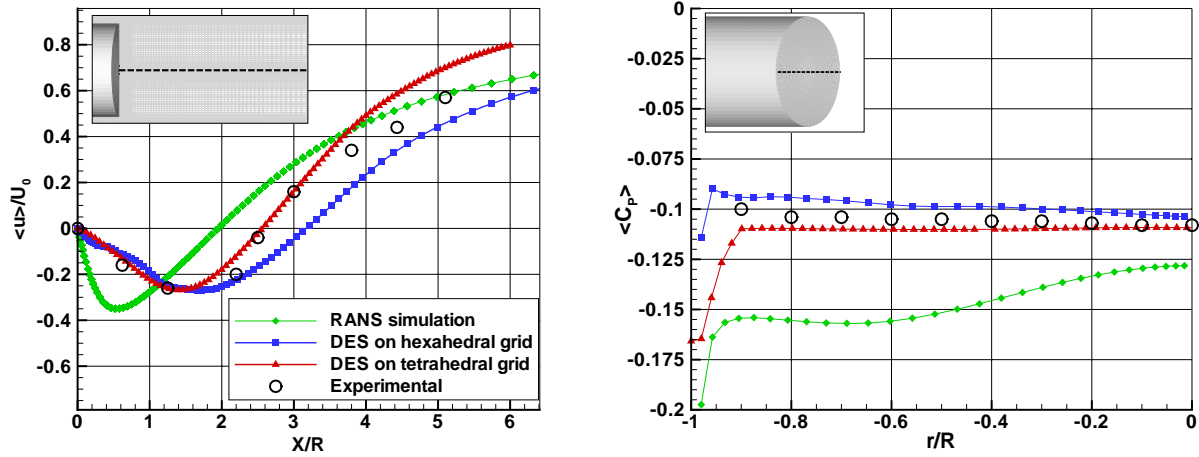 <u>/U0
0.8
0.6
0.4
0.2
0
-0.2
-0.4
-0.6
RANS simulation
DES on hexahedral grid
DES on tetrahedral grid
Experimental
0 1 2 3 4 5 6
X/R
<CP>
0
-0.025
-0.05
-0.075
-0.1
-0.125
-0.15
-0.175
-0.2
-1 -0.8 -0.6 -0.4 -0.2 0
r/R